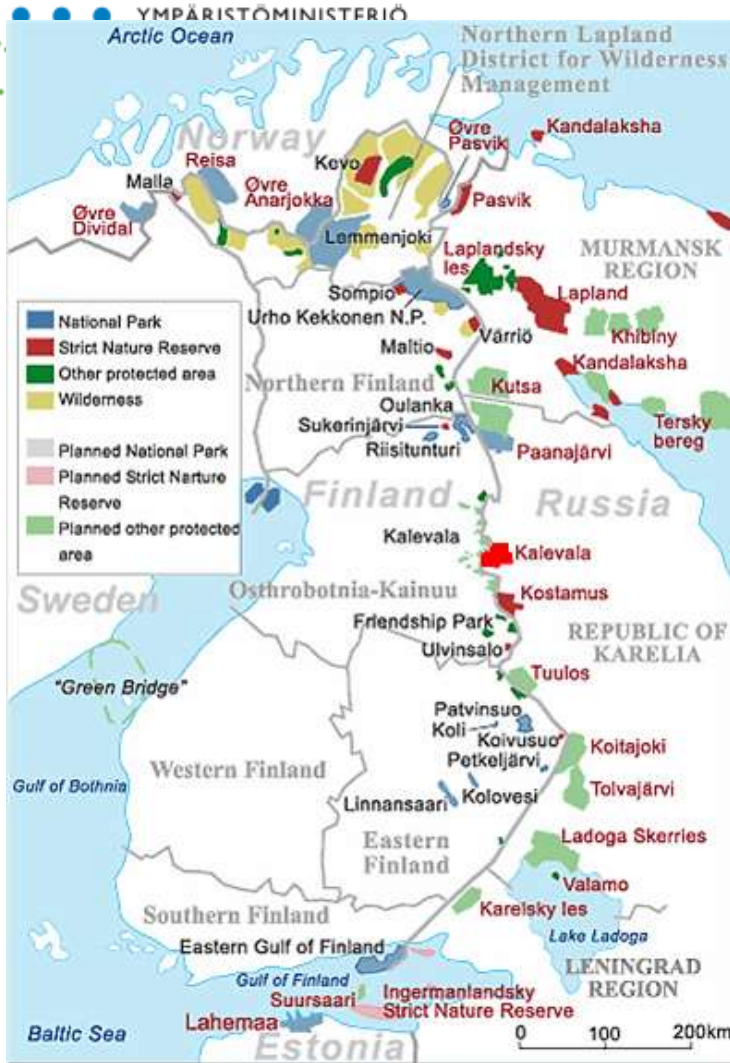 YMPÄRISTÖMINISTERIÖ
Arctic Ocean
Northern Lapland
District for Wilderness
Management
Norway
Øvre
Pasvik
Kandalaksha
Reisa
Kevo
Malla
Øvre
Anarjokka
Pasvik
Øvre
Dividal
Lemmenjoki
Laplandsky
les
MURMANSK
REGION
Sompio
Lapland
Urho Kekkonen N.P.
Khibiny
Värriö
Maltio
Kandalaksha
National Park
Strict Nature Reserve
Other protected area
Wilderness
Planned National Park
Planned Strict Narture
Reserve
Planned other protected
area
Northern Finland
Kutsa
Oulanka
Tersky
bereg
Sukerinjärvi
Riisitunturi
Paanajärvi
Finland
Russia
Kalevala
Kalevala
Osthrobotnia-Kainuu
Kostamus
Sweden
Friendship Park
REPUBLIC OF
KARELIA
Ulvinsalo
Tuulos
"Green Bridge"
Patvinsuo
Koli
Koivusuo
Koitajoki
Petkeljärvi
Western Finland
Gulf of Bothnia
Kolovesi
Tolvajärvi
Linnansaari
Eastern
Finland
Ladoga Skerries
Valamo
Southern Finland
Karelsky les
Eastern Gulf of Finland
Lake Ladoga
Gulf of Finland
LENINGRAD
REGION
Suursaari
Ingermanlandsky
Strict Nature Reserve
Lahemaa
Baltic Sea
Estonia
0 100 200km